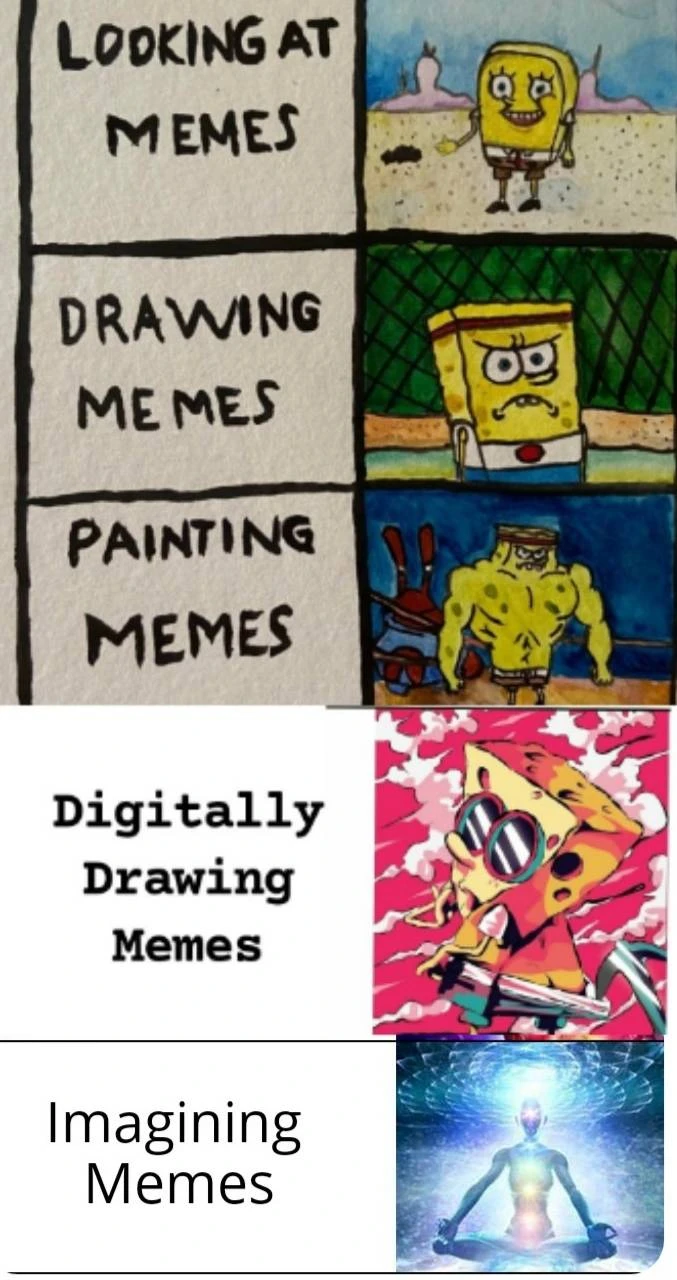 LOOKING AT
MEMES
DRAWING
MEMES
PAINTING
MEMES
Digitally
Drawing
Memes
Imagining
Memes